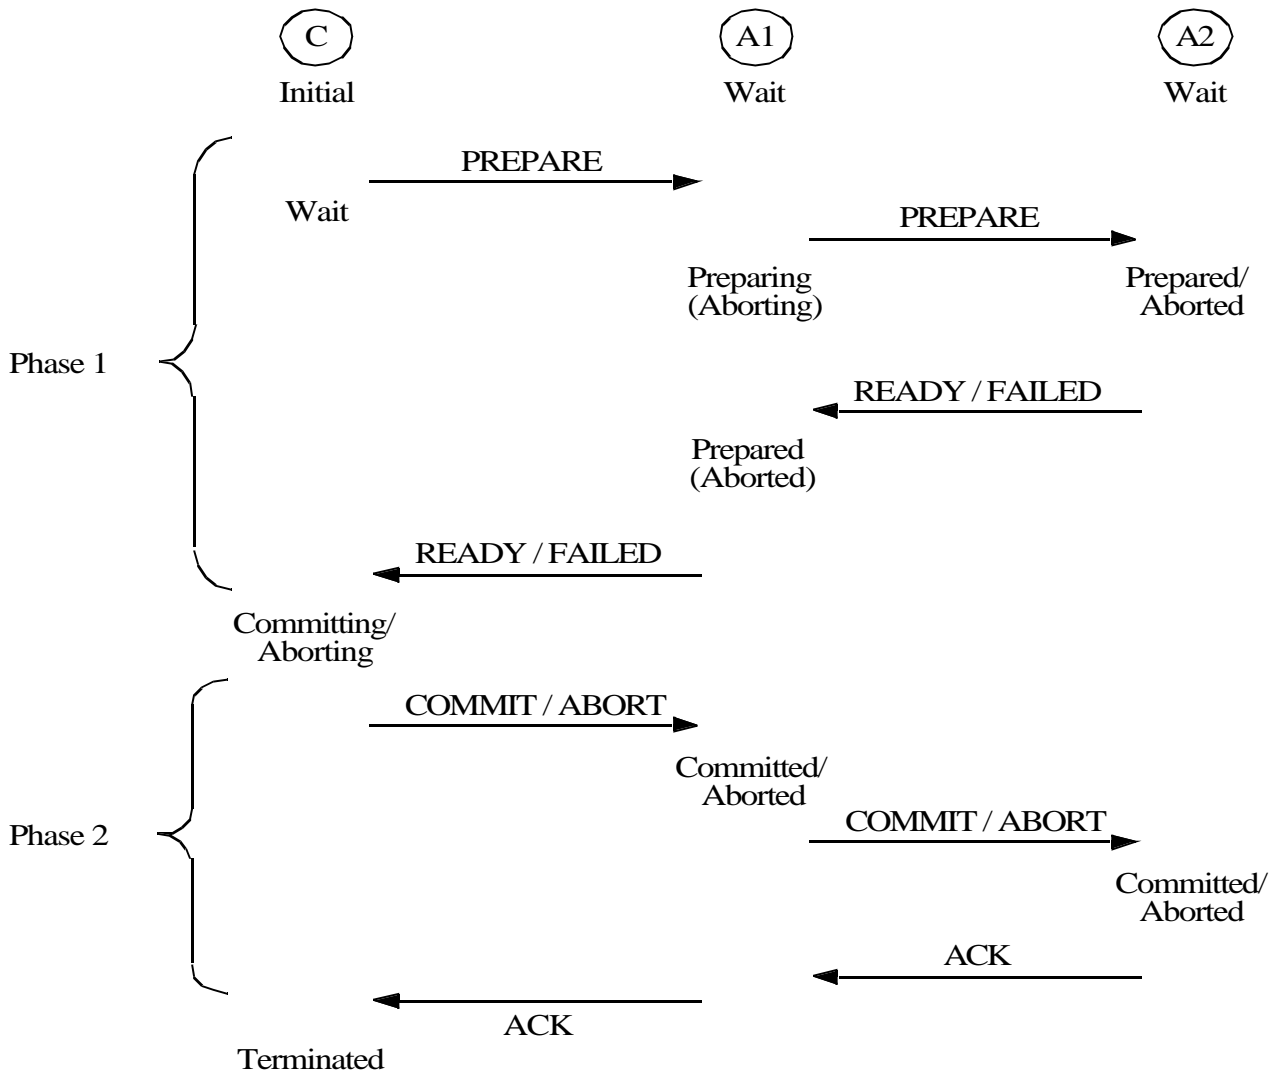 C
A1
A2
Initial
Wait
Wait
PREPARE
Wait
PREPARE
Preparing
(Aborting)
Prepared/
Aborted
Phase 1
READY / FAILED
Prepared
(Aborted)
READY / FAILED
Committing/
Aborting
COMMIT / ABORT
Committed/
Aborted
Phase 2
COMMIT / ABORT
Committed/
Aborted
ACK
ACK
Terminated